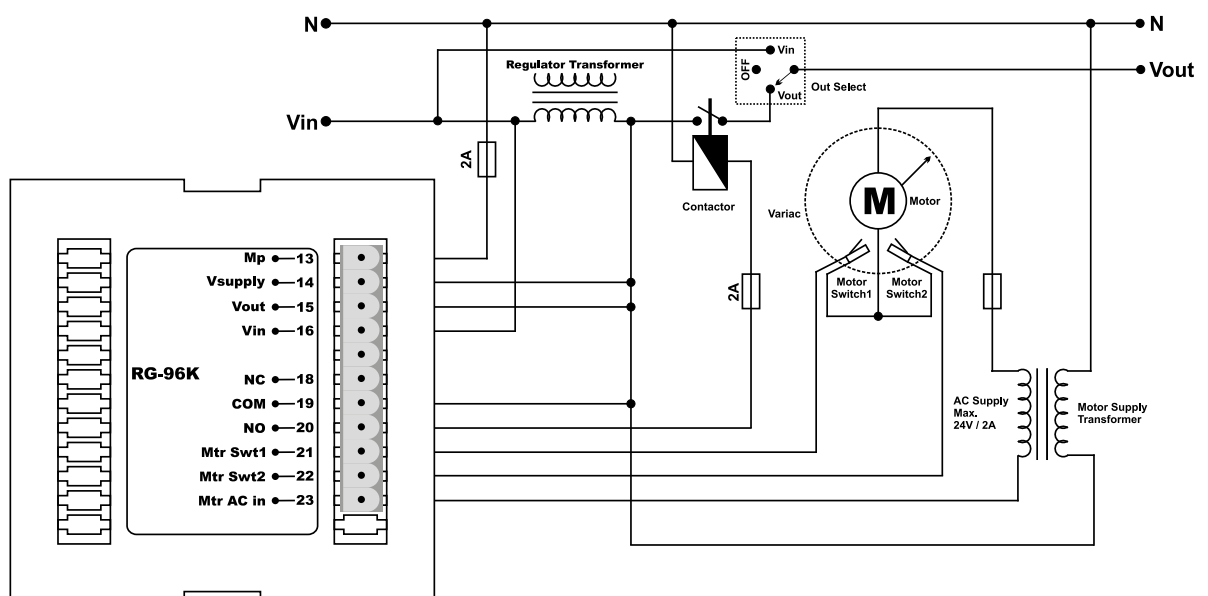 N
N
Vin
OFF
Vout
Out Select
Vout
Regulator Transformer
Vin
2A
Contactor
Variac
M
Motor
Motor
Switch1
Motor
Switch2
2A
Mp 13
Vsupply 14
Vout 15
Vin 16
RG-96K
NC 18
COM 19
NO 20
Mtr Swt1 21
Mtr Swt2 22
Mtr AC in 23
AC Supply
Max.
24V / 2A
Motor Supply
Transformer